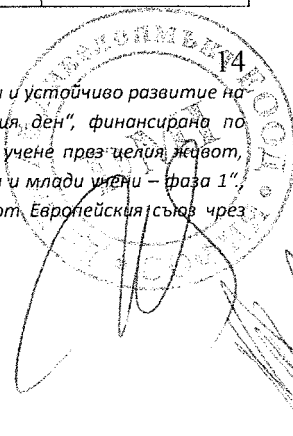 14
и устойчиво развитие на
ия ден“, финансирана по
учене през целия живот,
и млади учени – фаза 1“,
от Европейския съюз чрез